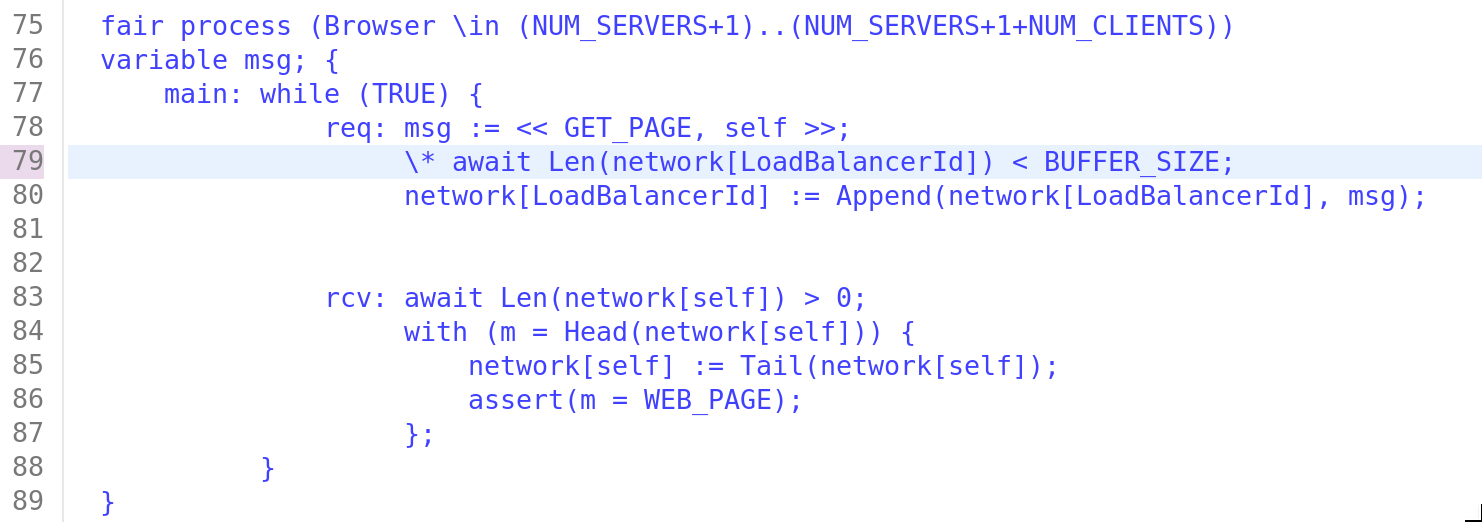 75 fair process (Browser \in (NUM_SERVERS+1)..(NUM_SERVERS+1+NUM_CLIENTS))
76 variable msg; {
77     main: while (TRUE) {
78               req: msg := << GET_PAGE, self >>;
79                    \* await Len(network[LoadBalancerId]) < BUFFER_SIZE;
80                    network[LoadBalancerId] := Append(network[LoadBalancerId], msg);
81
82
83               rcv: await Len(network[self]) > 0;
84                    with (m = Head(network[self])) {
85                        network[self] := Tail(network[self]);
86                        assert(m = WEB_PAGE);
87                    };
88           }
89 }